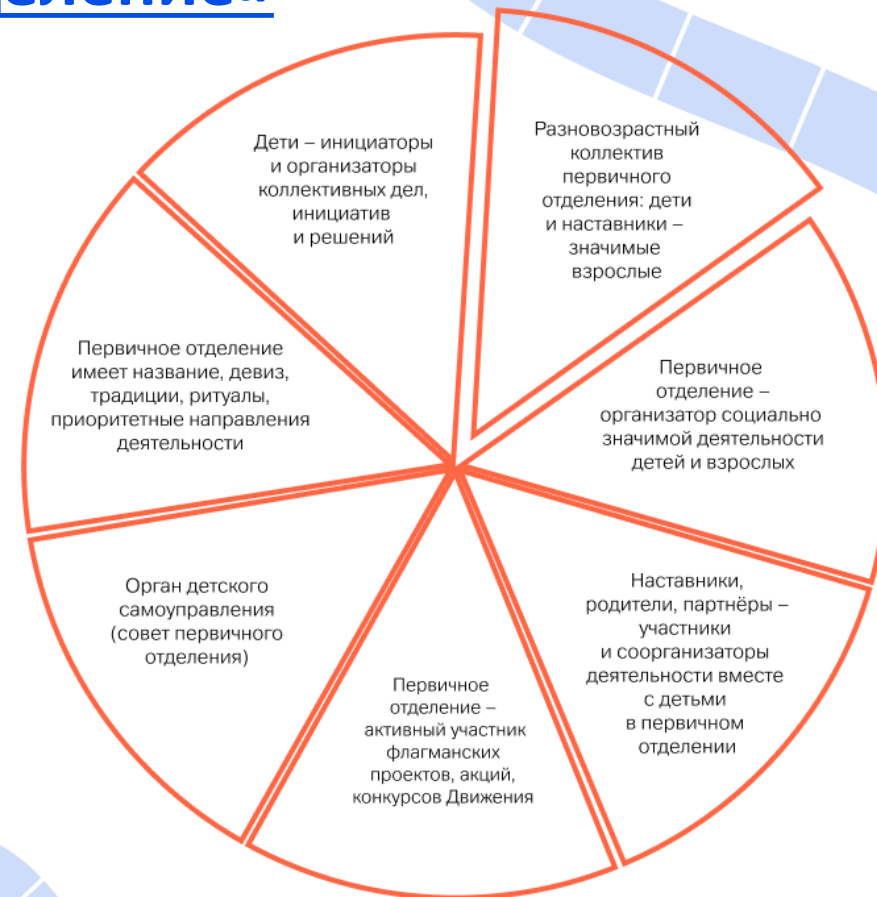 Дети – инициаторы
и организаторы
коллективных дел,
инициатив
и решений
Разновозрастный
коллектив
первичного
отделения: дети
и наставники –
значимые
взрослые
Первичное
отделение –
организатор социально
значимой деятельности
детей и взрослых
Наставники,
родители, партнёры –
участники
и соорганизаторы
деятельности вместе
с детьми
в первичном
отделении
Первичное
отделение –
активный участник
флагманских
проектов, акций,
конкурсов Движения
Орган детского
самоуправления
(совет первичного
отделения)
Первичное отделение
имеет название, девиз,
традиции, ритуалы,
приоритетные направления
деятельности